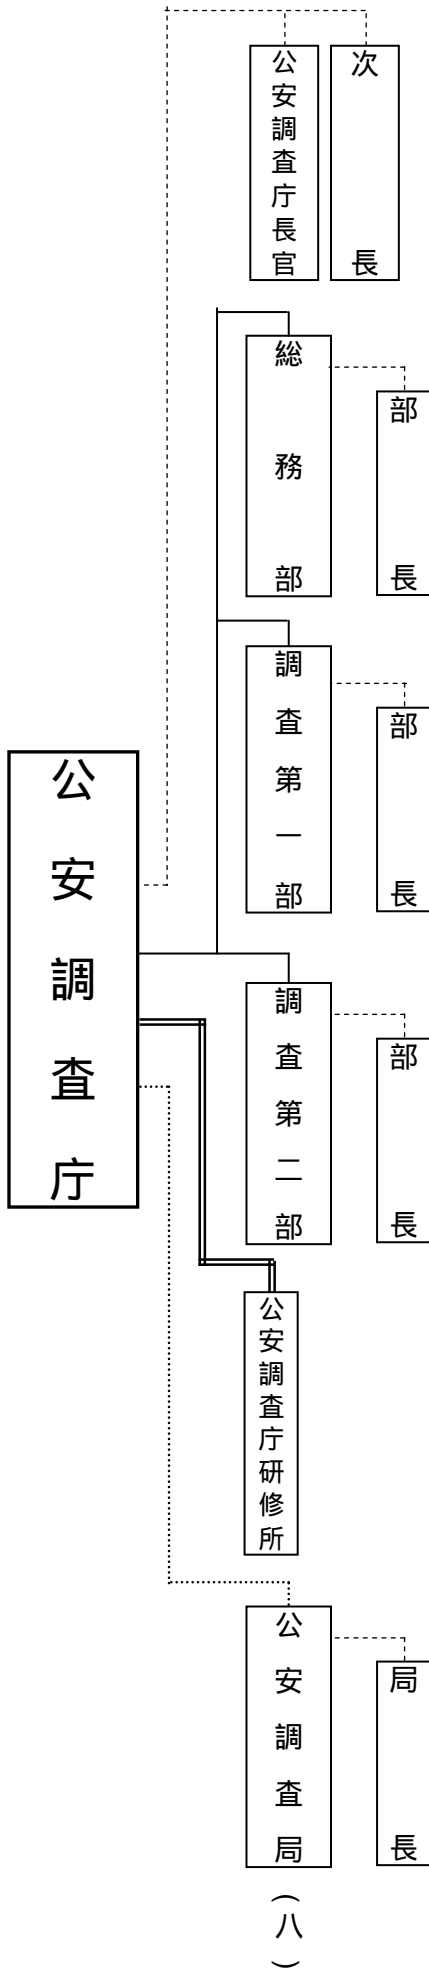 公安調査庁
公安調査庁長官
次長
総務部
部長
調査第一部
部長
調査第二部
部長
公安調査庁研修所
公安調査局（八）
局長